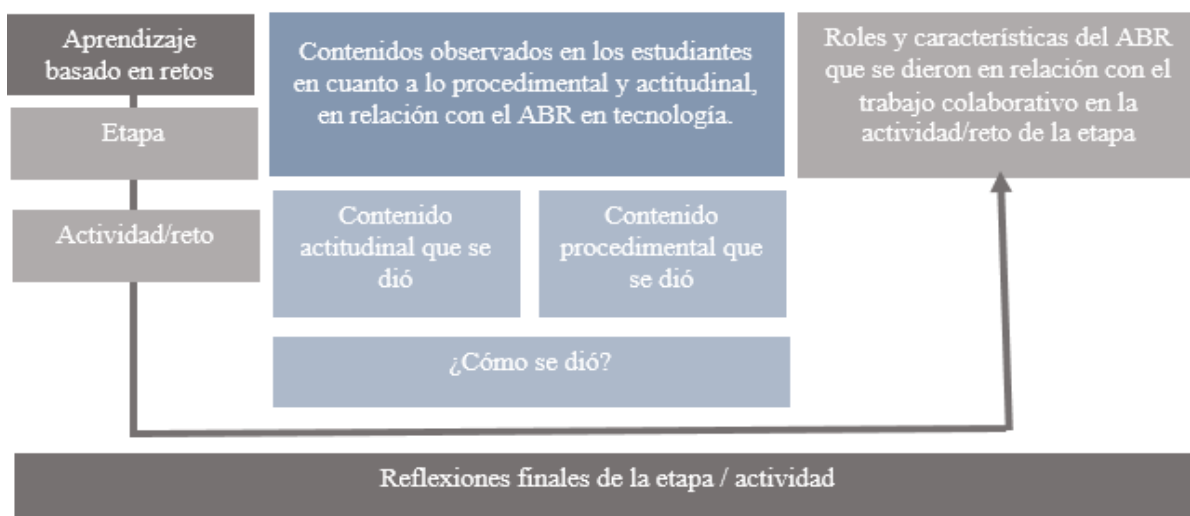 Aprendizaje
basado en retos
Etapa
Actividad/reto
Contenidos observados en los estudiantes
en cuanto a lo procedimental y actitudinal,
en relación con el ABR en tecnología.
Contenido
actitudinal que se
dió
Contenido
procedimental que
se dió
¿Cómo se dió?
Roles y características del ABR
que se dieron en relación con el
trabajo colaborativo en la
actividad/reto de la etapa
Reflexiones finales de la etapa / actividad